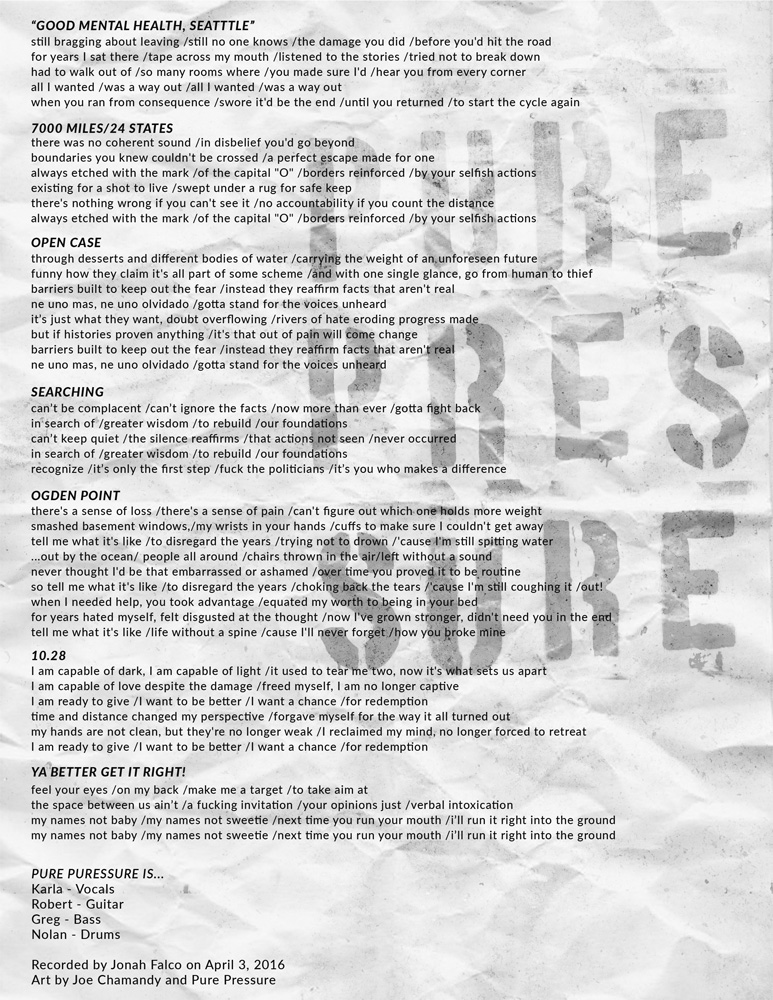 “GOOD MENTAL HEALTH, SEATTTLE”
still bragging about leaving /still no one knows /the damage you did /before you'd hit the road
for years I sat there /tape across my mouth /listened to the stories /tried not to break down
had to walk out of /so many rooms where /you made sure I'd /hear you from every corner
all I wanted /was a way out /all I wanted /was a way out
when you ran from consequence /swore it'd be the end /until you returned /to start the cycle again
7000 MILES/24 STATES
there was no coherent sound /in disbelief you'd go beyond
boundaries you knew couldn't be crossed /a perfect escape made for one
always etched with the mark /of the capital "O" /borders reinforced /by your selfish actions
existing for a shot to live /swept under a rug for safe keep
there's nothing wrong if you can't see it /no accountability if you count the distance
always etched with the mark /of the capital "O" /borders reinforced /by your selfish actions
OPEN CASE
through desserts and different bodies of water /carrying the weight of an unforeseen future
funny how they claim it's all part of some scheme /and with one single glance, go from human to thief
barriers built to keep out the fear /instead they reaffirm facts that aren't real
ne uno mas, ne uno olvidado /gotta stand for the voices unheard
it’s just what they want, doubt overflowing /rivers of hate eroding progress made
but if histories proven anything /it's that out of pain will come change
barriers built to keep out the fear /instead they reaffirm facts that aren't real
ne uno mas, ne uno olvidado /gotta stand for the voices unheard
SEARCHING
can’t be complacent /can’t ignore the facts /now more than ever /gotta fight back
in search of /greater wisdom /to rebuild /our foundations
can’t keep quiet /the silence reaffirms /that actions not seen /never occurred
in search of /greater wisdom /to rebuild /our foundations
recognize /it’s only the first step /fuck the politicians /it’s you who makes a difference
OGDEN POINT
there's a sense of loss /there's a sense of pain /can't figure out which one holds more weight
smashed basement windows,/my wrists in your hands /cuffs to make sure I couldn't get away
tell me what it's like /to disregard the years /trying not to drown /'cause I'm still spitting water
...out by the ocean/ people all around /chairs thrown in the air/left without a sound
never thought I'd be that embarrassed or ashamed /over time you proved it to be routine
so tell me what it's like /to disregard the years /choking back the tears /'cause I'm still coughing it /out!
when I needed help, you took advantage /equated my worth to being in your bed
for years hated myself, felt disgusted at the thought /now I've grown stronger, didn't need you in the end
tell me what it's like /life without a spine /cause I'll never forget /how you broke mine
10.28
I am capable of dark, I am capable of light /it used to tear me two, now it's what sets us apart
I am capable of love despite the damage /freed myself, I am no longer captive
I am ready to give /I want to be better /I want a chance /for redemption
time and distance changed my perspective /forgave myself for the way it all turned out
my hands are not clean, but they're no longer weak /I reclaimed my mind, no longer forced to retreat
I am ready to give /I want to be better /I want a chance /for redemption
YA BETTER GET IT RIGHT!
feel your eyes /on my back /make me a target /to take aim at
the space between us ain’t /a fucking invitation /your opinions just /verbal intoxication
my names not baby /my names not sweetie /next time you run your mouth /i’ll run it right into the ground
my names not baby /my names not sweetie /next time you run your mouth /i’ll run it right into the ground
PURE PURESSURE IS...
Karla - Vocals
Robert - Guitar
Greg - Bass
Nolan - Drums
Recorded by Jonah Falco on April 3, 2016
Art by Joe Chamandy and Pure Pressure
PURE
PRES
SURE